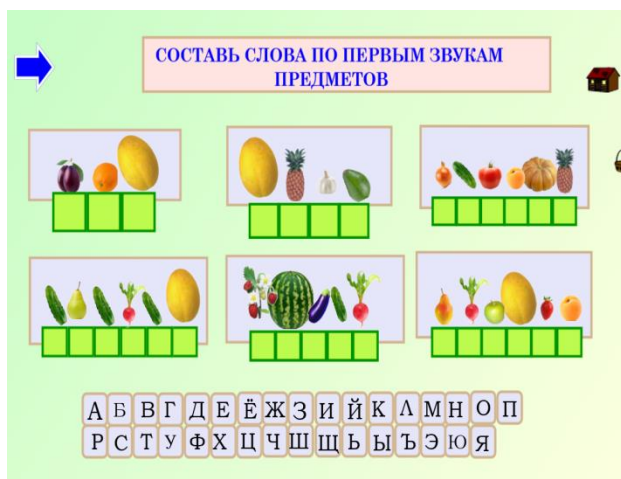 СОСТАВЬ СЛОВА ПО ПЕРВЫМ ЗВУКАМ
ПРЕДМЕТОВ
А Б В Г Д Е Ё Ж З И Й К Л М Н О П
Р С Т У Ф Х Ц Ч Ш Щ Ь Ы Ъ Э Ю Я